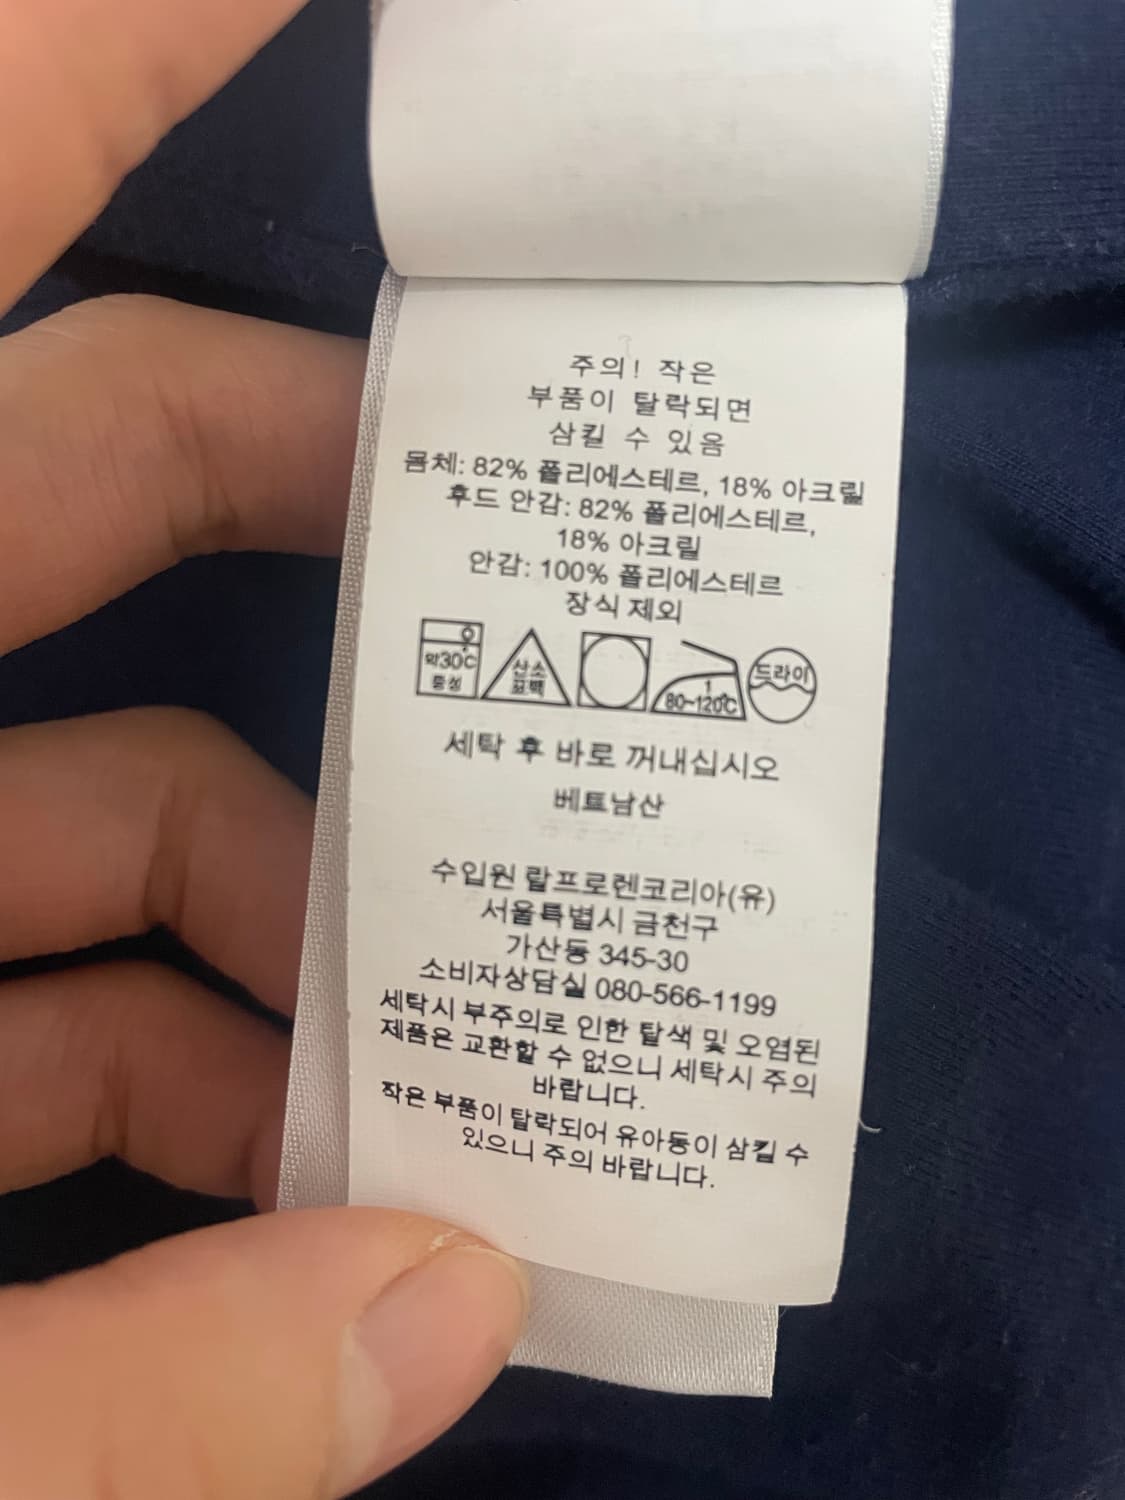 주의! 작은
부품이 탈락되면
삼킬 수 있음
몸체: 82% 폴리에스테르, 18% 아크릴
후드 안감: 82% 폴리에스테르,
18% 아크릴
안감: 100% 폴리에스테르
장식 제외
약30℃
중성
산소
표백
80~120℃
드라이
세탁 후 바로 꺼내십시오
베트남산
수입원 랄프로렌코리아(유)
서울특별시 금천구
가산동 345-30
소비자상담실 080-566-1199
세탁시 부주의로 인한 탈색 및 오염된
제품은 교환할 수 없으니 세탁시 주의
바랍니다.
작은 부품이 탈락되어 유아동이 삼킬 수
있으니 주의 바랍니다.